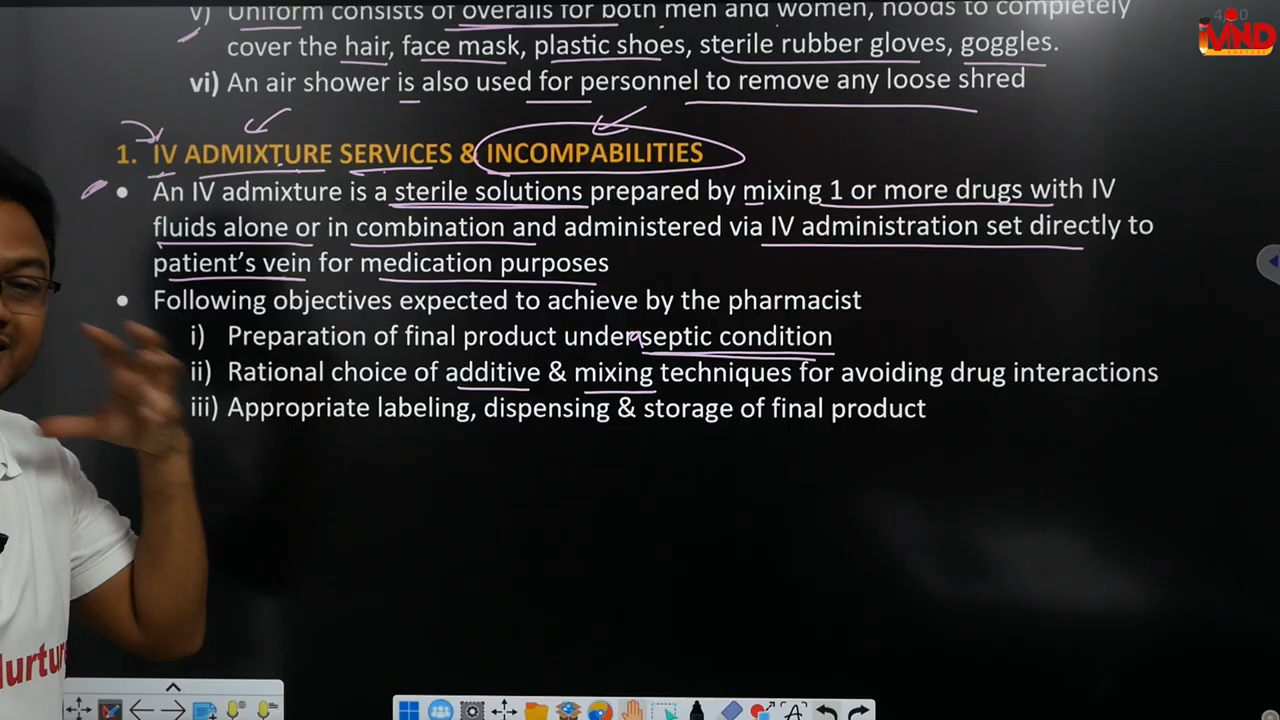 v) Uniform consists of overalls for both men and women, hoods to completely
cover the hair, face mask, plastic shoes, sterile rubber gloves, goggles.
vi) An air shower is also used for personnel to remove any loose shred
1. IV ADMIXTURE SERVICES & INCOMPABILITIES
• An IV admixture is a sterile solutions prepared by mixing 1 or more drugs with IV
fluids alone or in combination and administered via IV administration set directly to
patient's vein for medication purposes
• Following objectives expected to achieve by the pharmacist
i) Preparation of final product under aseptic condition
ii) Rational choice of additive & mixing techniques for avoiding drug interactions
iii) Appropriate labeling, dispensing & storage of final product
VND
NURTURE
Nurtur